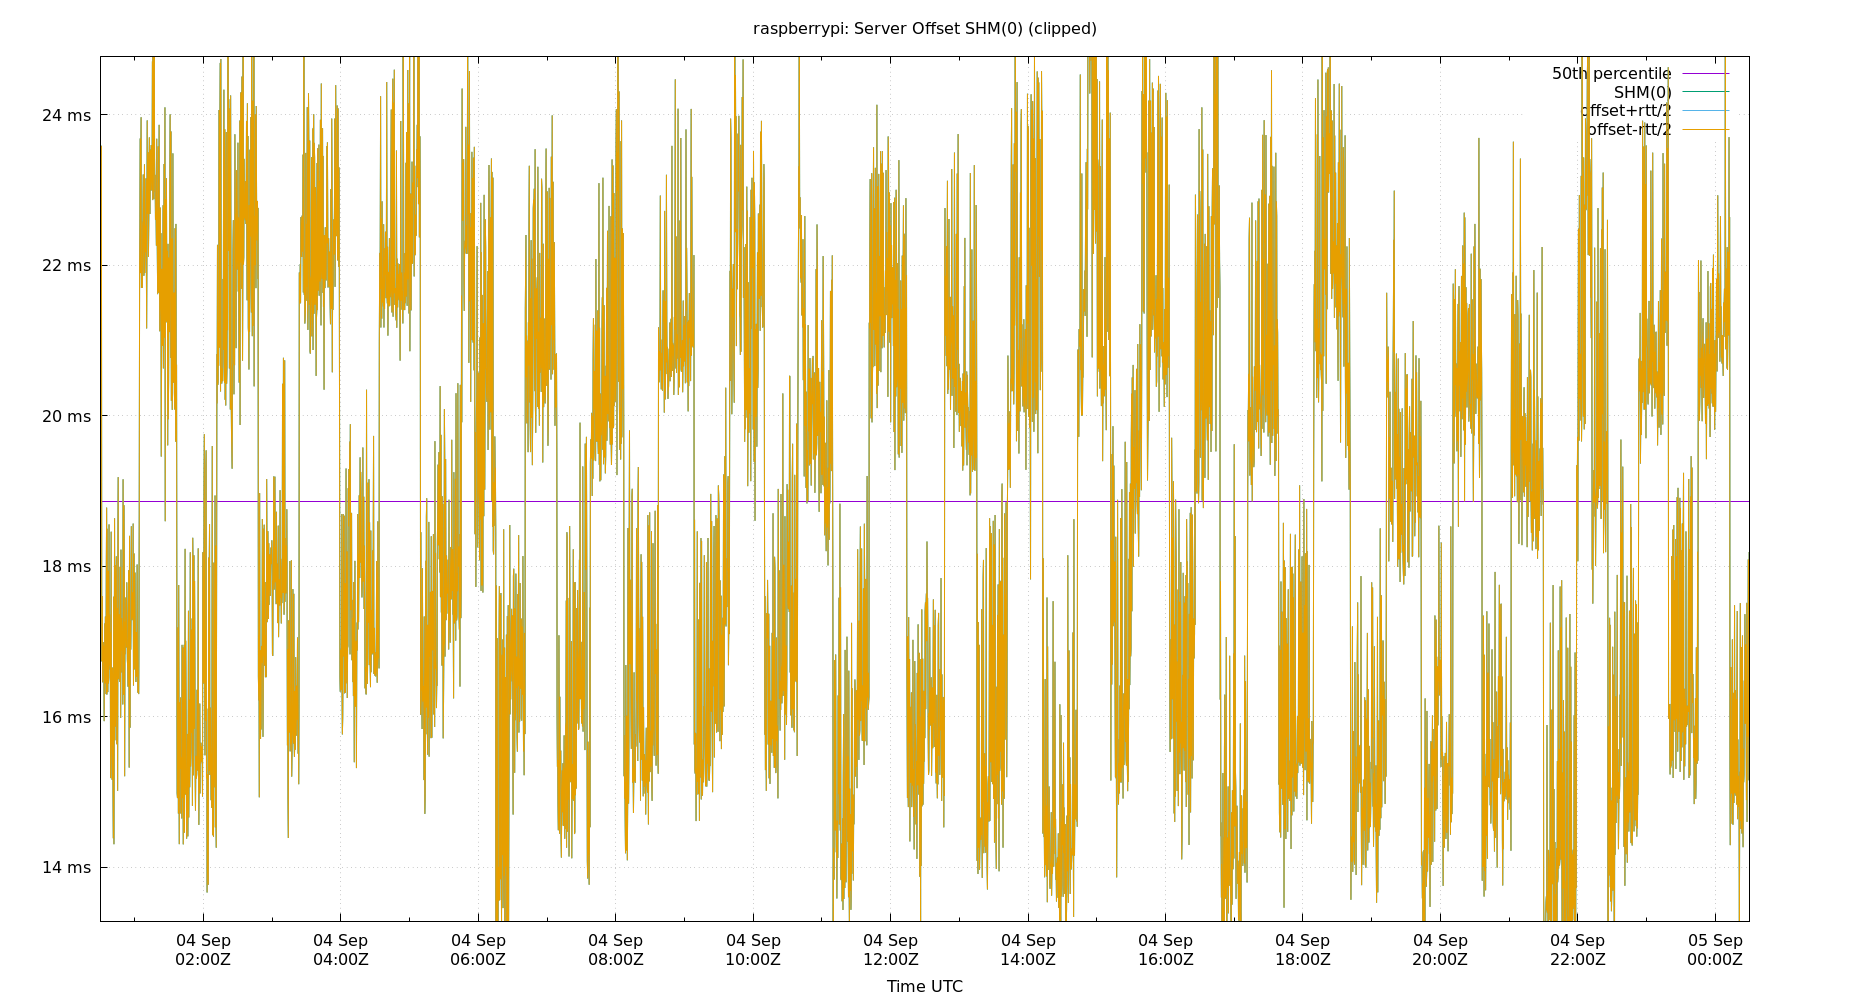 raspberrypi: Server Offset SHM(0) (clipped)
50th percentile
SHM(0)
offset+rtt/2
offset-rtt/2
24 ms
22 ms
20 ms
18 ms
16 ms
14 ms
04 Sep 04 Sep 04 Sep 04 Sep 04 Sep 04 Sep 04 Sep 04 Sep 04 Sep 04 Sep 04 Sep 05 Sep
02:00Z 04:00Z 06:00Z 08:00Z 10:00Z 12:00Z 14:00Z 16:00Z 18:00Z 20:00Z 22:00Z 00:00Z
Time UTC